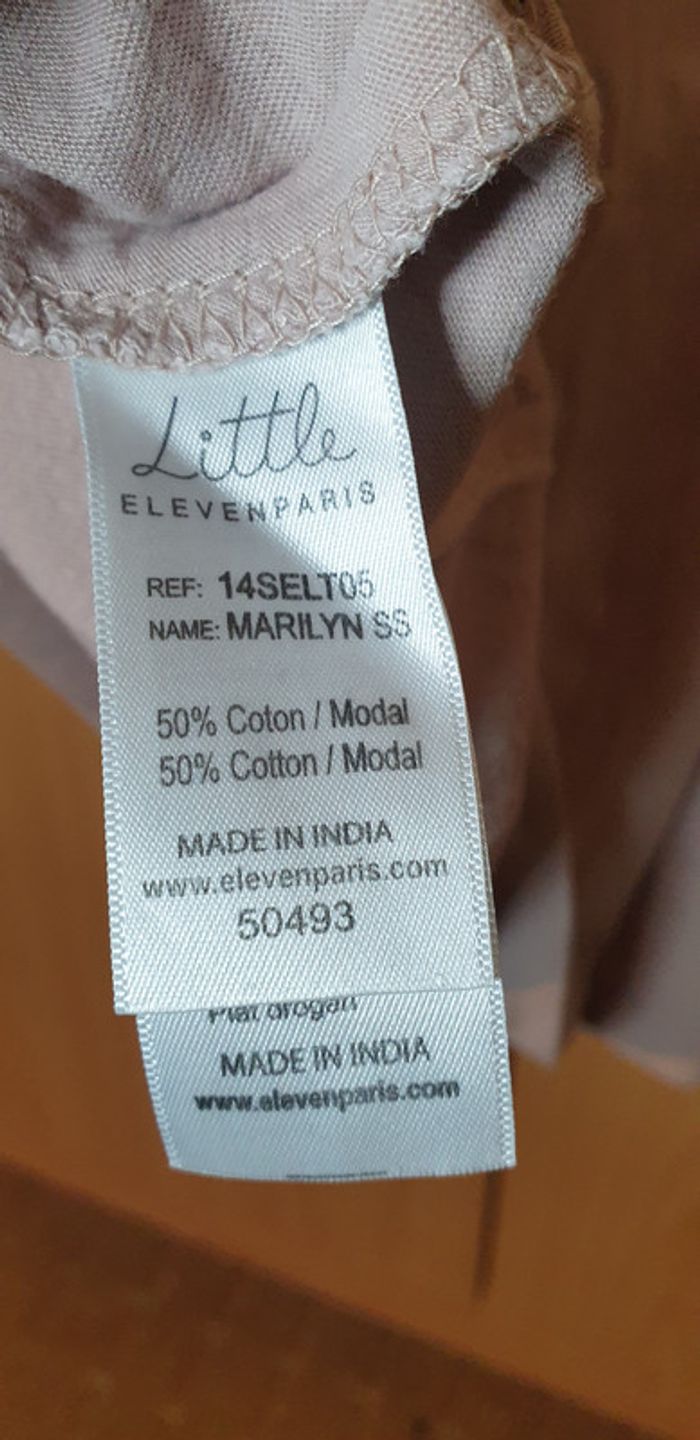 Little
ELEVENPARIS
REF: 14SELT05
NAME: MARILYN SS
50% Coton / Modal
50% Cotton / Modal
MADE IN INDIA
www.elevenparis.com
50493
MADE IN INDIA
www.elevenparis.com